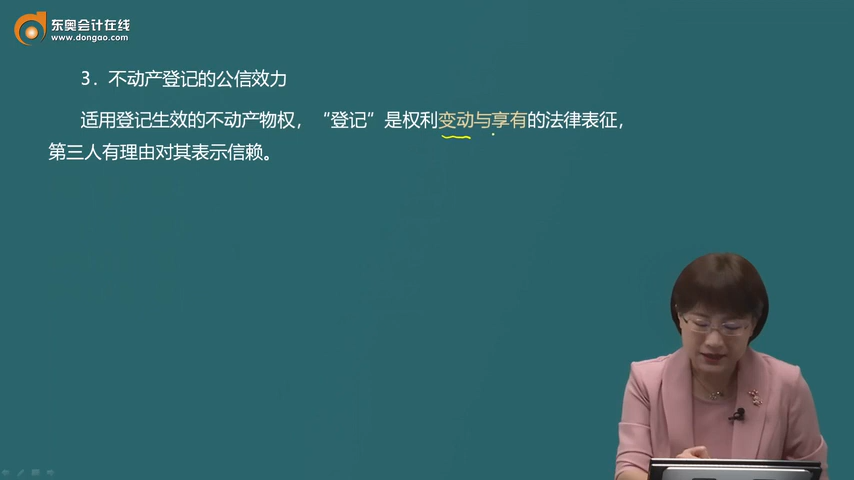 东奥会计在线
www.dongao.com
3．不动产登记的公信效力
适用登记生效的不动产物权，“登记”是权利变动与享有的法律表征，
第三人有理由对其表示信赖。